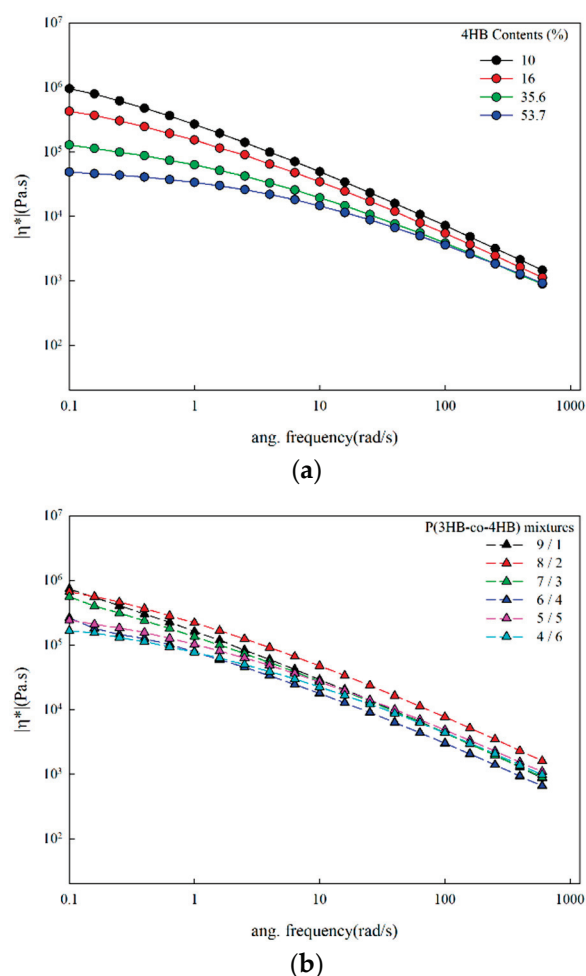 4HB Contents (%)
10
16
35.6
53.7
10⁷
10⁶
10⁵
10⁴
10³
10²
|η*|(Pa.s)
0.1 1 10 100 1000
ang. frequency(rad/s)
(a)
P(3HB-co-4HB) mixtures
9 / 1
8 / 2
7 / 3
6 / 4
5 / 5
4 / 6
10⁷
10⁶
10⁵
10⁴
10³
10²
|η*|(Pa.s)
0.1 1 10 100 1000
ang. frequency(rad/s)
(b)